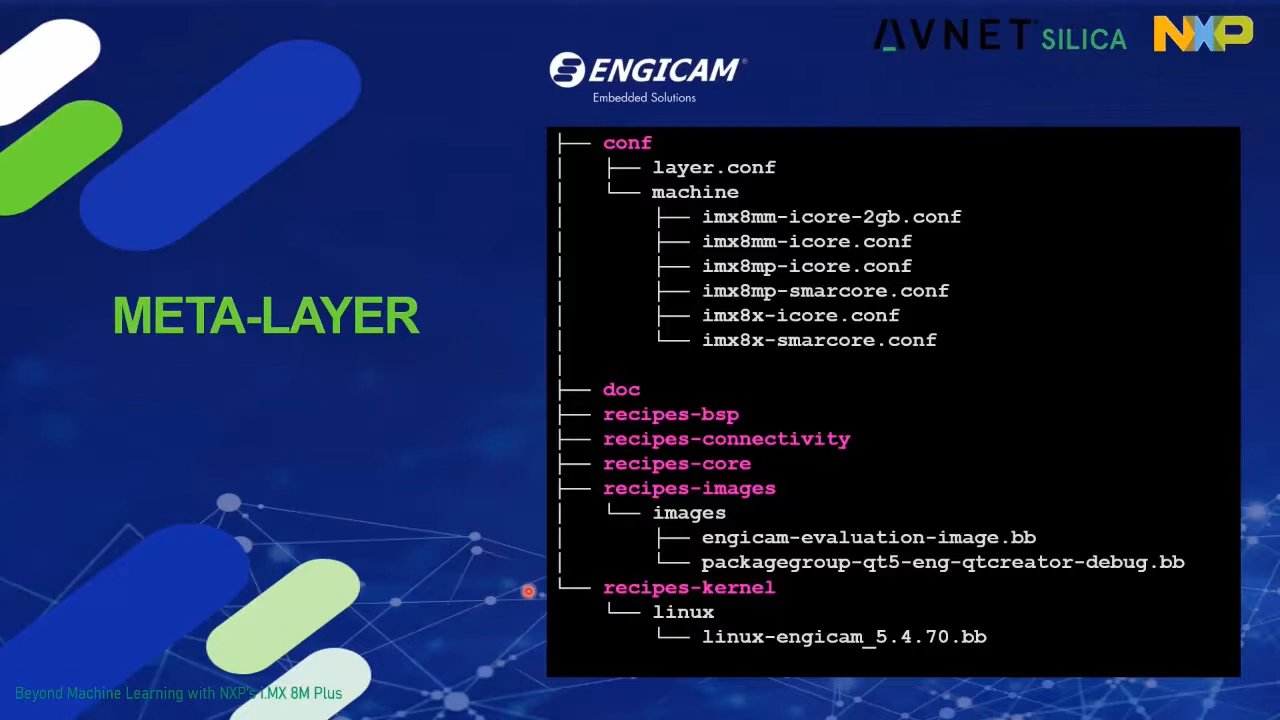 AVNET SILICA
NXP
ENGICAM
Embedded Solutions
META-LAYER
├── conf
│   ├── layer.conf
│   └── machine
│       ├── imx8mm-icore-2gb.conf
│       ├── imx8mm-icore.conf
│       ├── imx8mp-icore.conf
│       ├── imx8mp-smarcore.conf
│       ├── imx8x-icore.conf
│       └── imx8x-smarcore.conf
│
├── doc
├── recipes-bsp
├── recipes-connectivity
├── recipes-core
├── recipes-images
│   └── images
│       ├── engicam-evaluation-image.bb
│       └── packagegroup-qt5-eng-qtcreator-debug.bb
└── recipes-kernel
    └── linux
        └── linux-engicam_5.4.70.bb
Beyond Machine Learning with NXP's i.MX 8M Plus